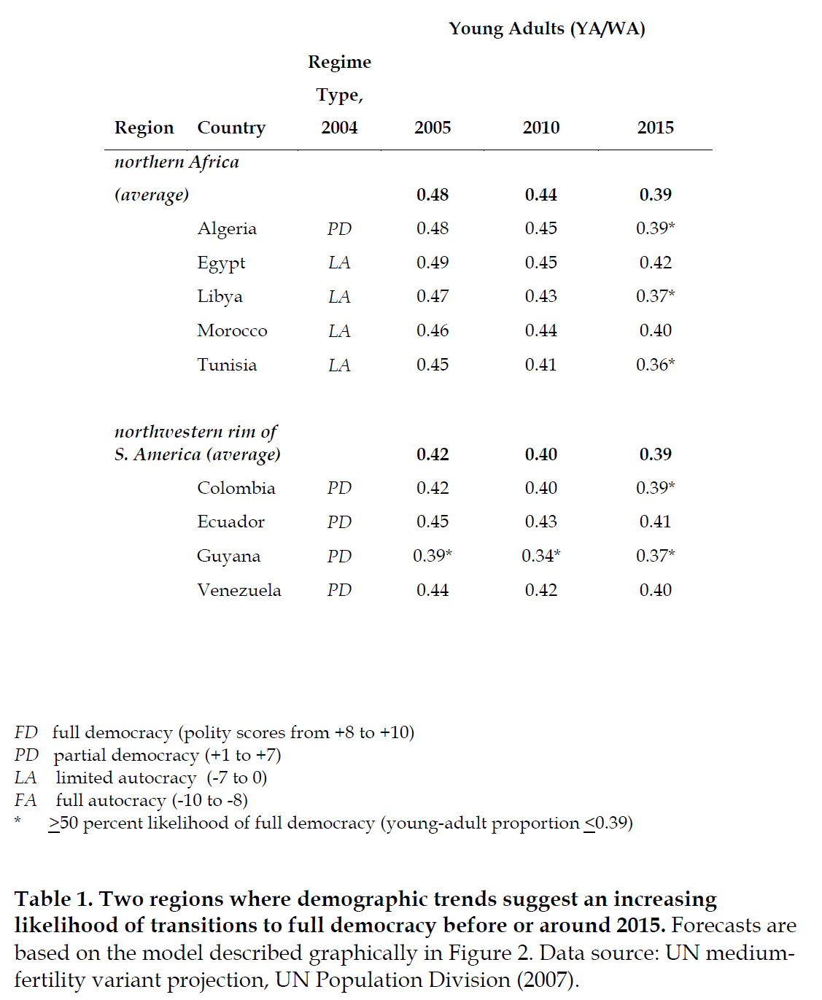 Young Adults (YA/WA)
Regime
Type,
Region Country 2004 2005 2010 2015
northern Africa
(average) 0.48 0.44 0.39
Algeria PD 0.48 0.45 0.39*
Egypt LA 0.49 0.45 0.42
Libya LA 0.47 0.43 0.37*
Morocco LA 0.46 0.44 0.40
Tunisia LA 0.45 0.41 0.36*
northwestern rim of
S. America (average) 0.42 0.40 0.39
Colombia PD 0.42 0.40 0.39*
Ecuador PD 0.45 0.43 0.41
Guyana PD 0.39* 0.34* 0.37*
Venezuela PD 0.44 0.42 0.40
FD full democracy (polity scores from +8 to +10)
PD partial democracy (+1 to +7)
LA limited autocracy (-7 to 0)
FA full autocracy (-10 to -8)
* >50 percent likelihood of full democracy (young-adult proportion <0.39)
Table 1. Two regions where demographic trends suggest an increasing
likelihood of transitions to full democracy before or around 2015. Forecasts are
based on the model described graphically in Figure 2. Data source: UN medium-
fertility variant projection, UN Population Division (2007).